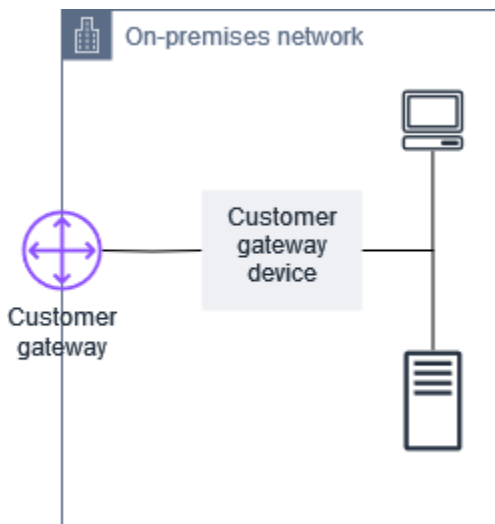 On-premises network
Customer
gateway
device
Customer
gateway